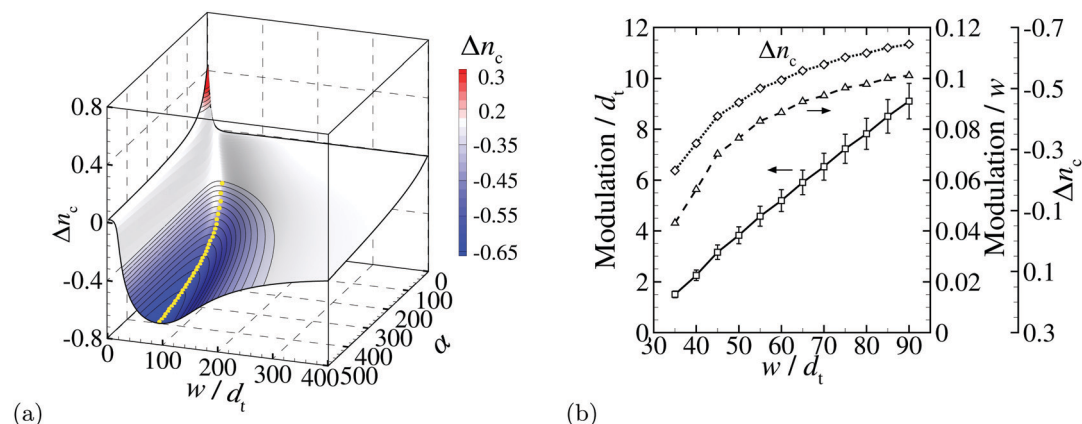 Δn_c
0.3
0.2
-0.35
-0.45
-0.55
-0.65
0.8
0.4
0
-0.4
-0.8
Δn_c
0 100 200 300 400
w / d_t
500 400 300 200 100 0
α
(a)
12
10
8
6
4
2
0
Modulation / d_t
30 40 50 60 70 80 90
w / d_t
Δn_c
0.12
0.1
0.08
0.06
0.04
0.02
0
Modulation / w
-0.7
-0.5
-0.3
-0.1
0.1
0.3
Δn_c
(b)